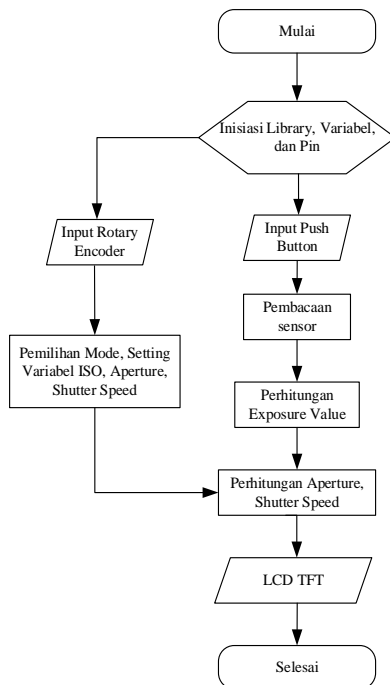 Mulai
Inisiasi Library, Variabel,
dan Pin
Input Rotary
Encoder
Input Push
Button
Pembacaan
sensor
Pemilihan Mode, Setting
Variabel ISO, Aperture,
Shutter Speed
Perhitungan
Exposure Value
Perhitungan Aperture,
Shutter Speed
LCD TFT
Selesai